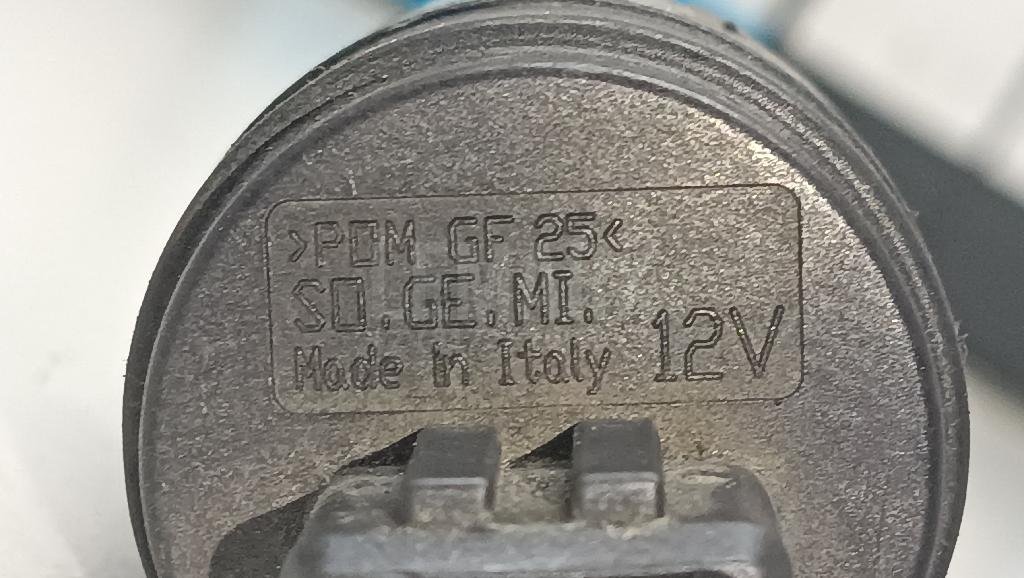 >POM GF 25<
SO.GE.MI.
Made in Italy 12V